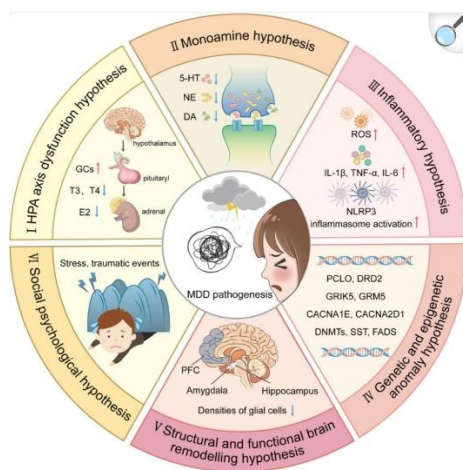 I HPA axis dysfunction hypothesis
hypothalamus
GCs ↑
pituitaryl
T3, T4 ↓
E2 ↓
adrenal
II Monoamine hypothesis
5-HT ↓
NE ↓
DA ↓
III Inflammatory hypothesis
ROS ↑
IL-1β, TNF-α, IL-6 ↑
NLRP3
inflammasome activation ↑
IV Genetic and epigenetic
anomaly hypothesis
PCLO, DRD2
GRIK5, GRM5
CACNA1E, CACNA2D1
DNMTs, SST, FADS
V Structural and functional brain
remodelling hypothesis
PFC
Amygdala
Hippocampus
Densities of glial cells ↓
VI Social psychological hypothesis
Stress, traumatic events
MDD pathogenesis